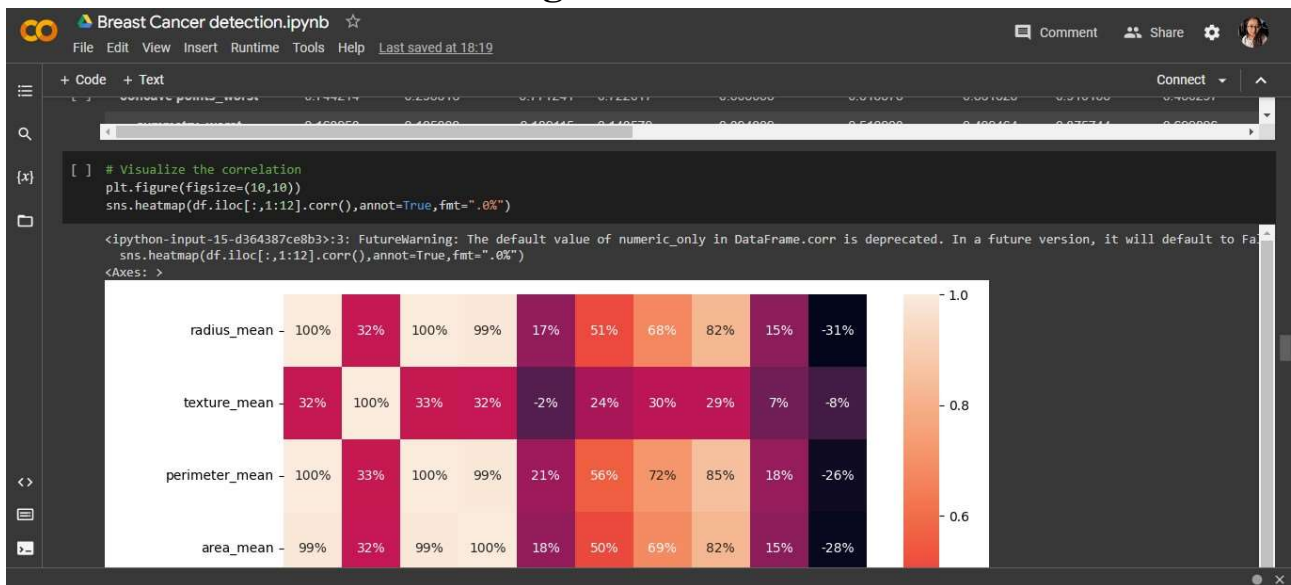 Breast Cancer detection.ipynb
Comment Share
File Edit View Insert Runtime Tools Help Last saved at 18:19
+ Code + Text Connect
{x}
[ ] # Visualize the correlation
plt.figure(figsize=(10,10))
sns.heatmap(df.iloc[:,1:12].corr(),annot=True,fmt=".0%")
<ipython-input-15-d364387ce8b3>:3: FutureWarning: The default value of numeric_only in DataFrame.corr is deprecated. In a future version, it will default to
sns.heatmap(df.iloc[:,1:12].corr(),annot=True,fmt=".0%")
<Axes: >
1.0
radius_mean 100% 32% 100% 99% 17% 51% 68% 82% 15% -31%
texture_mean 32% 100% 33% 32% -2% 24% 30% 29% 7% -8%
0.8
perimeter_mean 100% 33% 100% 99% 21% 56% 72% 85% 18% -26%
0.6
area_mean 99% 32% 99% 100% 18% 50% 69% 82% 15% -28%